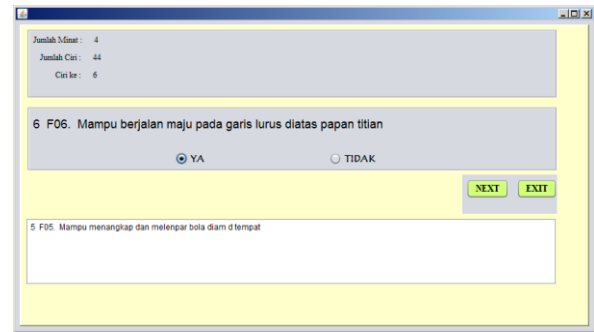 Jumlah Minat : 4
Jumlah Ciri : 44
Ciri ke : 6
6 F06. Mampu berjalan maju pada garis lurus diatas papan titian
YA TIDAK
NEXT EXIT
5 F05. Mampu menangkap dan melenpar bola diam d tempat